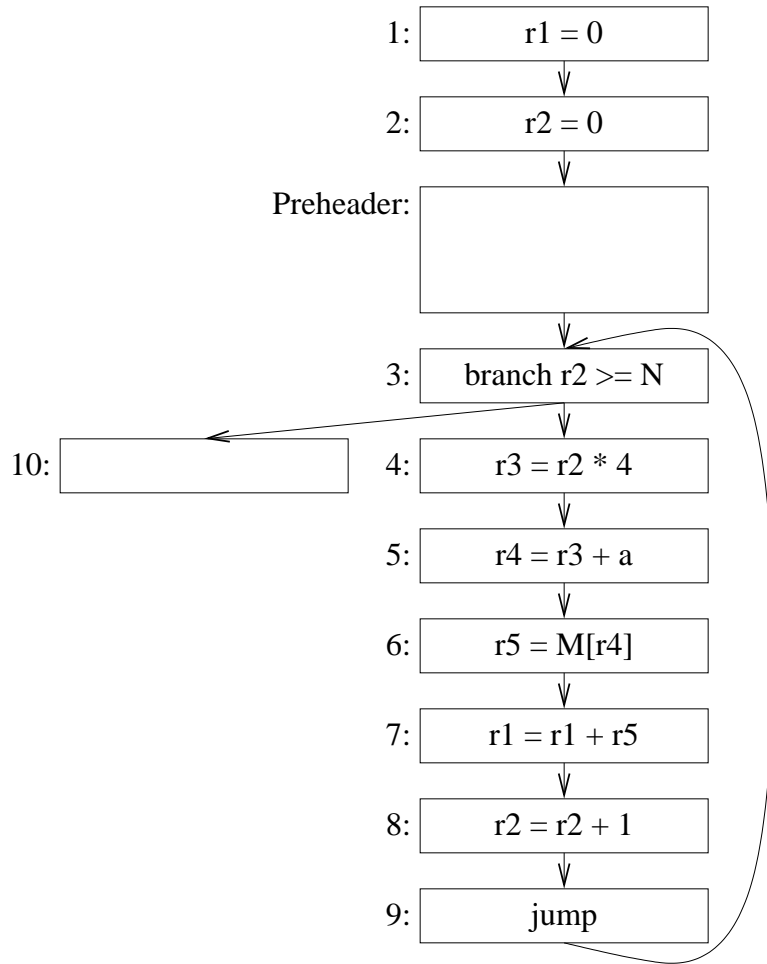 1: r1 = 0
2: r2 = 0
Preheader:
3: branch r2 >= N
10:
4: r3 = r2 * 4
5: r4 = r3 + a
6: r5 = M[r4]
7: r1 = r1 + r5
8: r2 = r2 + 1
9: jump